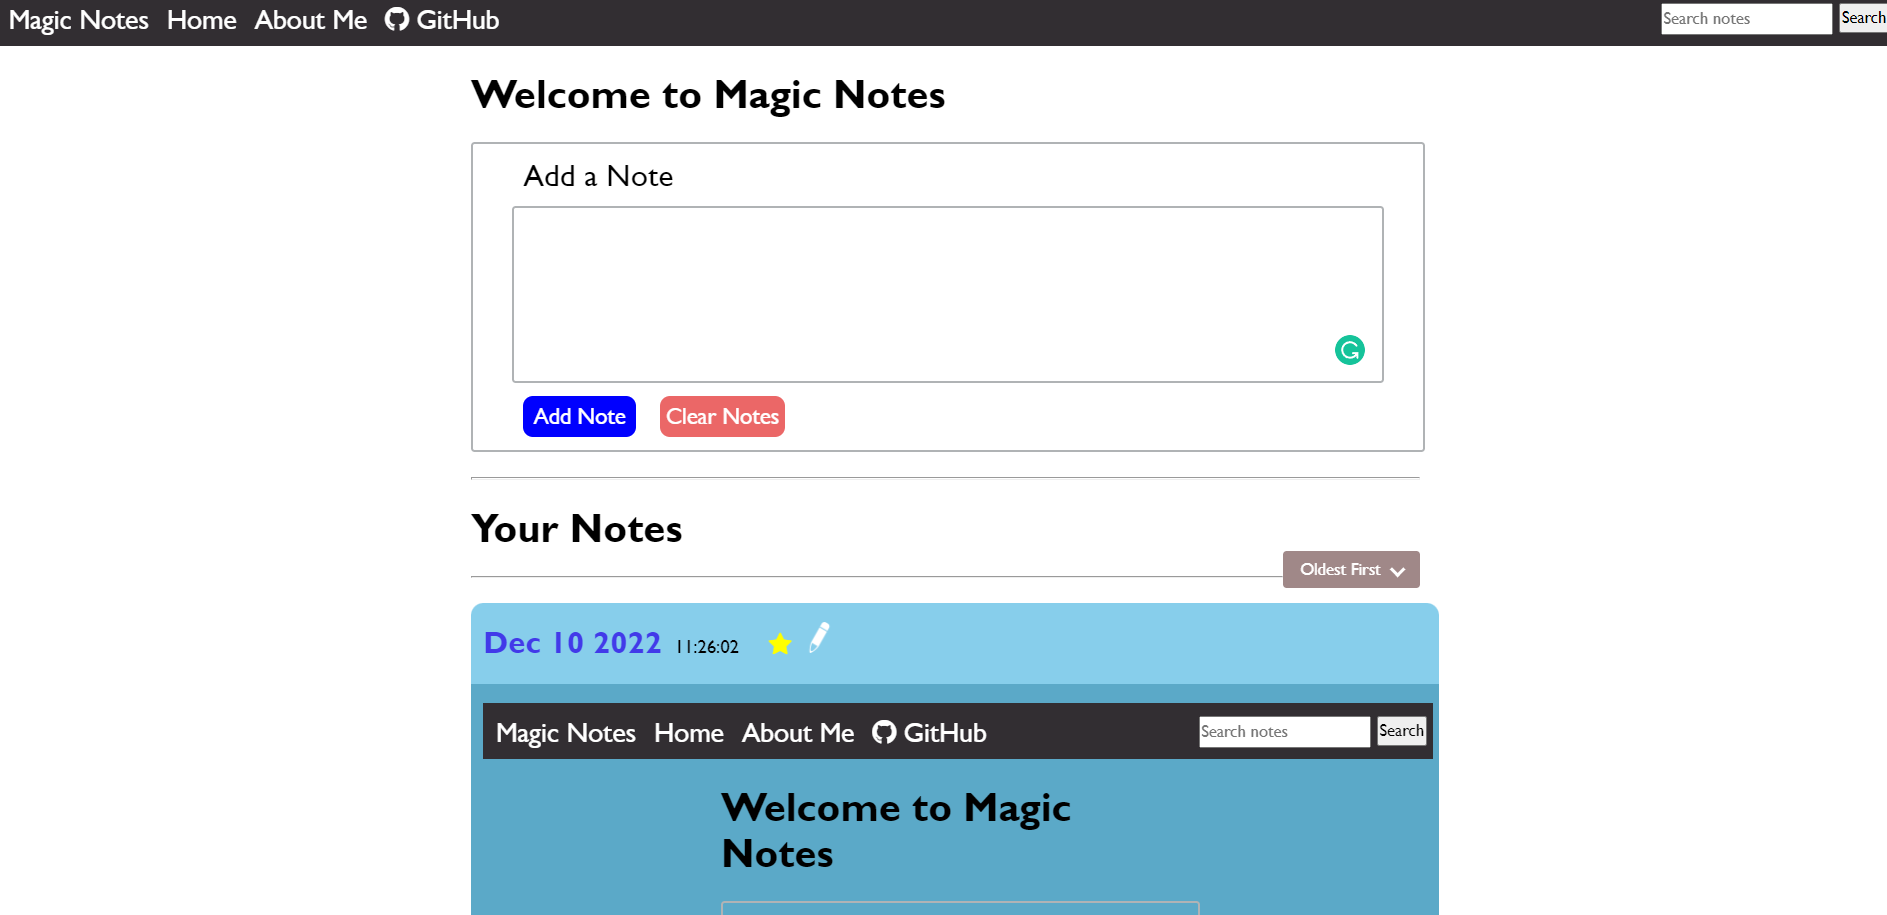 Magic Notes Home About Me GitHub Search notes Search
Welcome to Magic Notes
Add a Note
Add Note Clear Notes
Your Notes
Oldest First
Dec 10 2022 11:26:02
Magic Notes Home About Me GitHub Search notes Search
Welcome to Magic
Notes